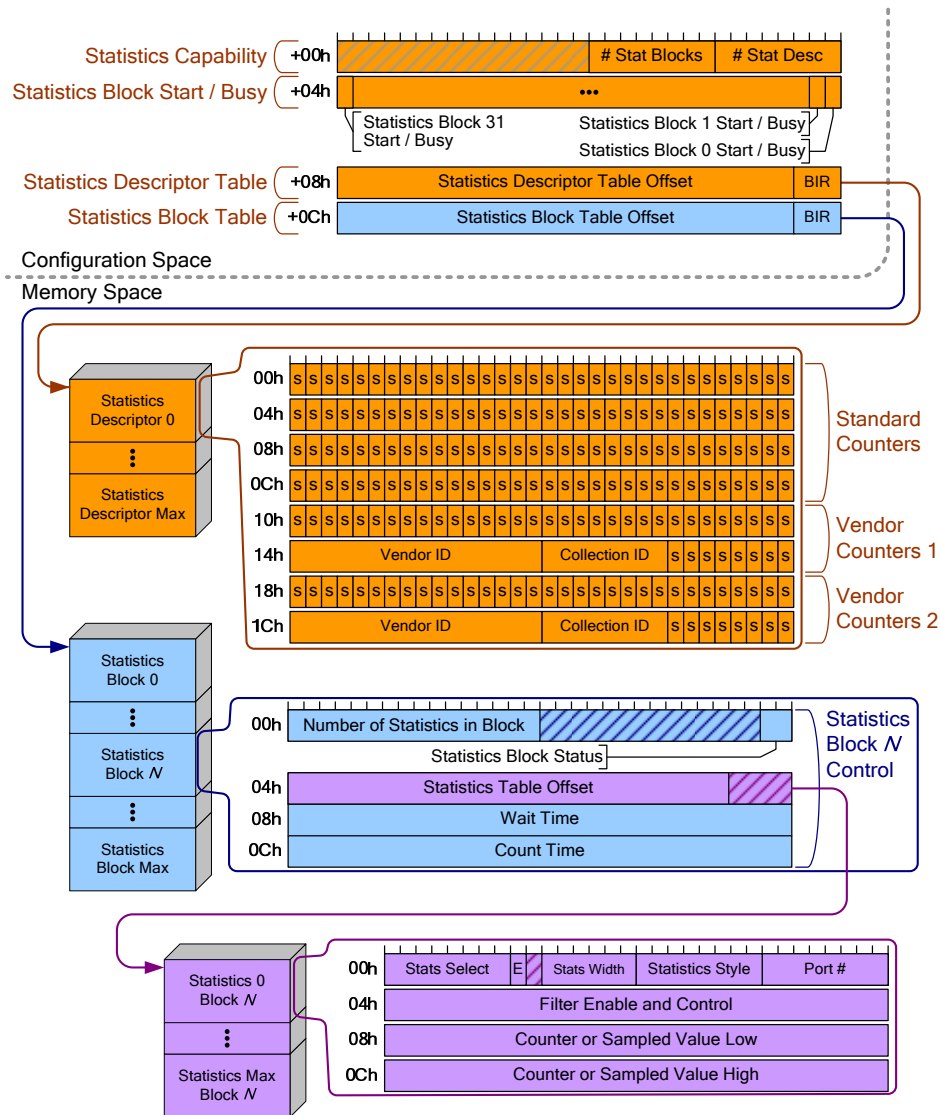 Statistics Capability +00h # Stat Blocks # Stat Desc
Statistics Block Start / Busy +04h •••
Statistics Block 31
Start / Busy
Statistics Block 1 Start / Busy
Statistics Block 0 Start / Busy
Statistics Descriptor Table +08h Statistics Descriptor Table Offset BIR
Statistics Block Table +0Ch Statistics Block Table Offset BIR
Configuration Space
Memory Space
Statistics
Descriptor 0
•••
Statistics
Descriptor Max
00h S S S S S S S S S S S S S S S S S S S S S S S S S S S S S S S S
04h S S S S S S S S S S S S S S S S S S S S S S S S S S S S S S S S
08h S S S S S S S S S S S S S S S S S S S S S S S S S S S S S S S S
0Ch S S S S S S S S S S S S S S S S S S S S S S S S S S S S S S S S
Standard
Counters
10h S S S S S S S S S S S S S S S S S S S S S S S S S S S S S S S S
14h Vendor ID Collection ID S S S S S S S S
Vendor
Counters 1
18h S S S S S S S S S S S S S S S S S S S S S S S S S S S S S S S S
1Ch Vendor ID Collection ID S S S S S S S S
Vendor
Counters 2
Statistics
Block 0
•••
Statistics
Block N
•••
Statistics
Block Max
00h Number of Statistics in Block
Statistics Block Status
04h Statistics Table Offset
08h Wait Time
0Ch Count Time
Statistics
Block N
Control
Statistics 0
Block N
•••
Statistics Max
Block N
00h Stats Select E Stats Width Statistics Style Port #
04h Filter Enable and Control
08h Counter or Sampled Value Low
0Ch Counter or Sampled Value High